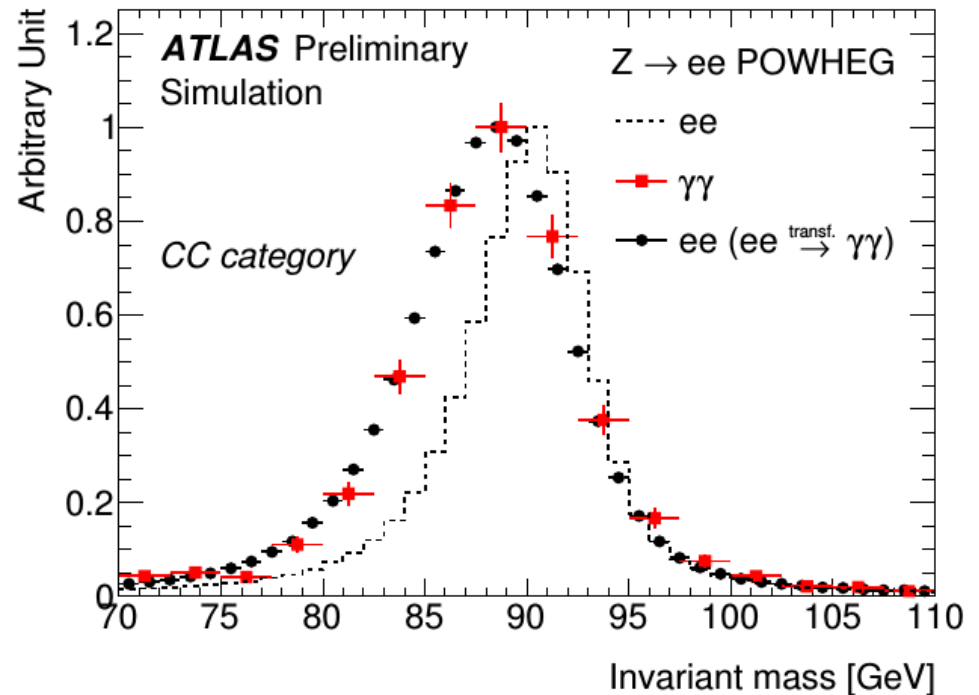 Arbitrary Unit
1.2
1
0.8
0.6
0.4
0.2
0
ATLAS Preliminary
Simulation
CC category
Z → ee POWHEG
ee
γγ
ee (ee transf.→ γγ)
70 75 80 85 90 95 100 105 110
Invariant mass [GeV]